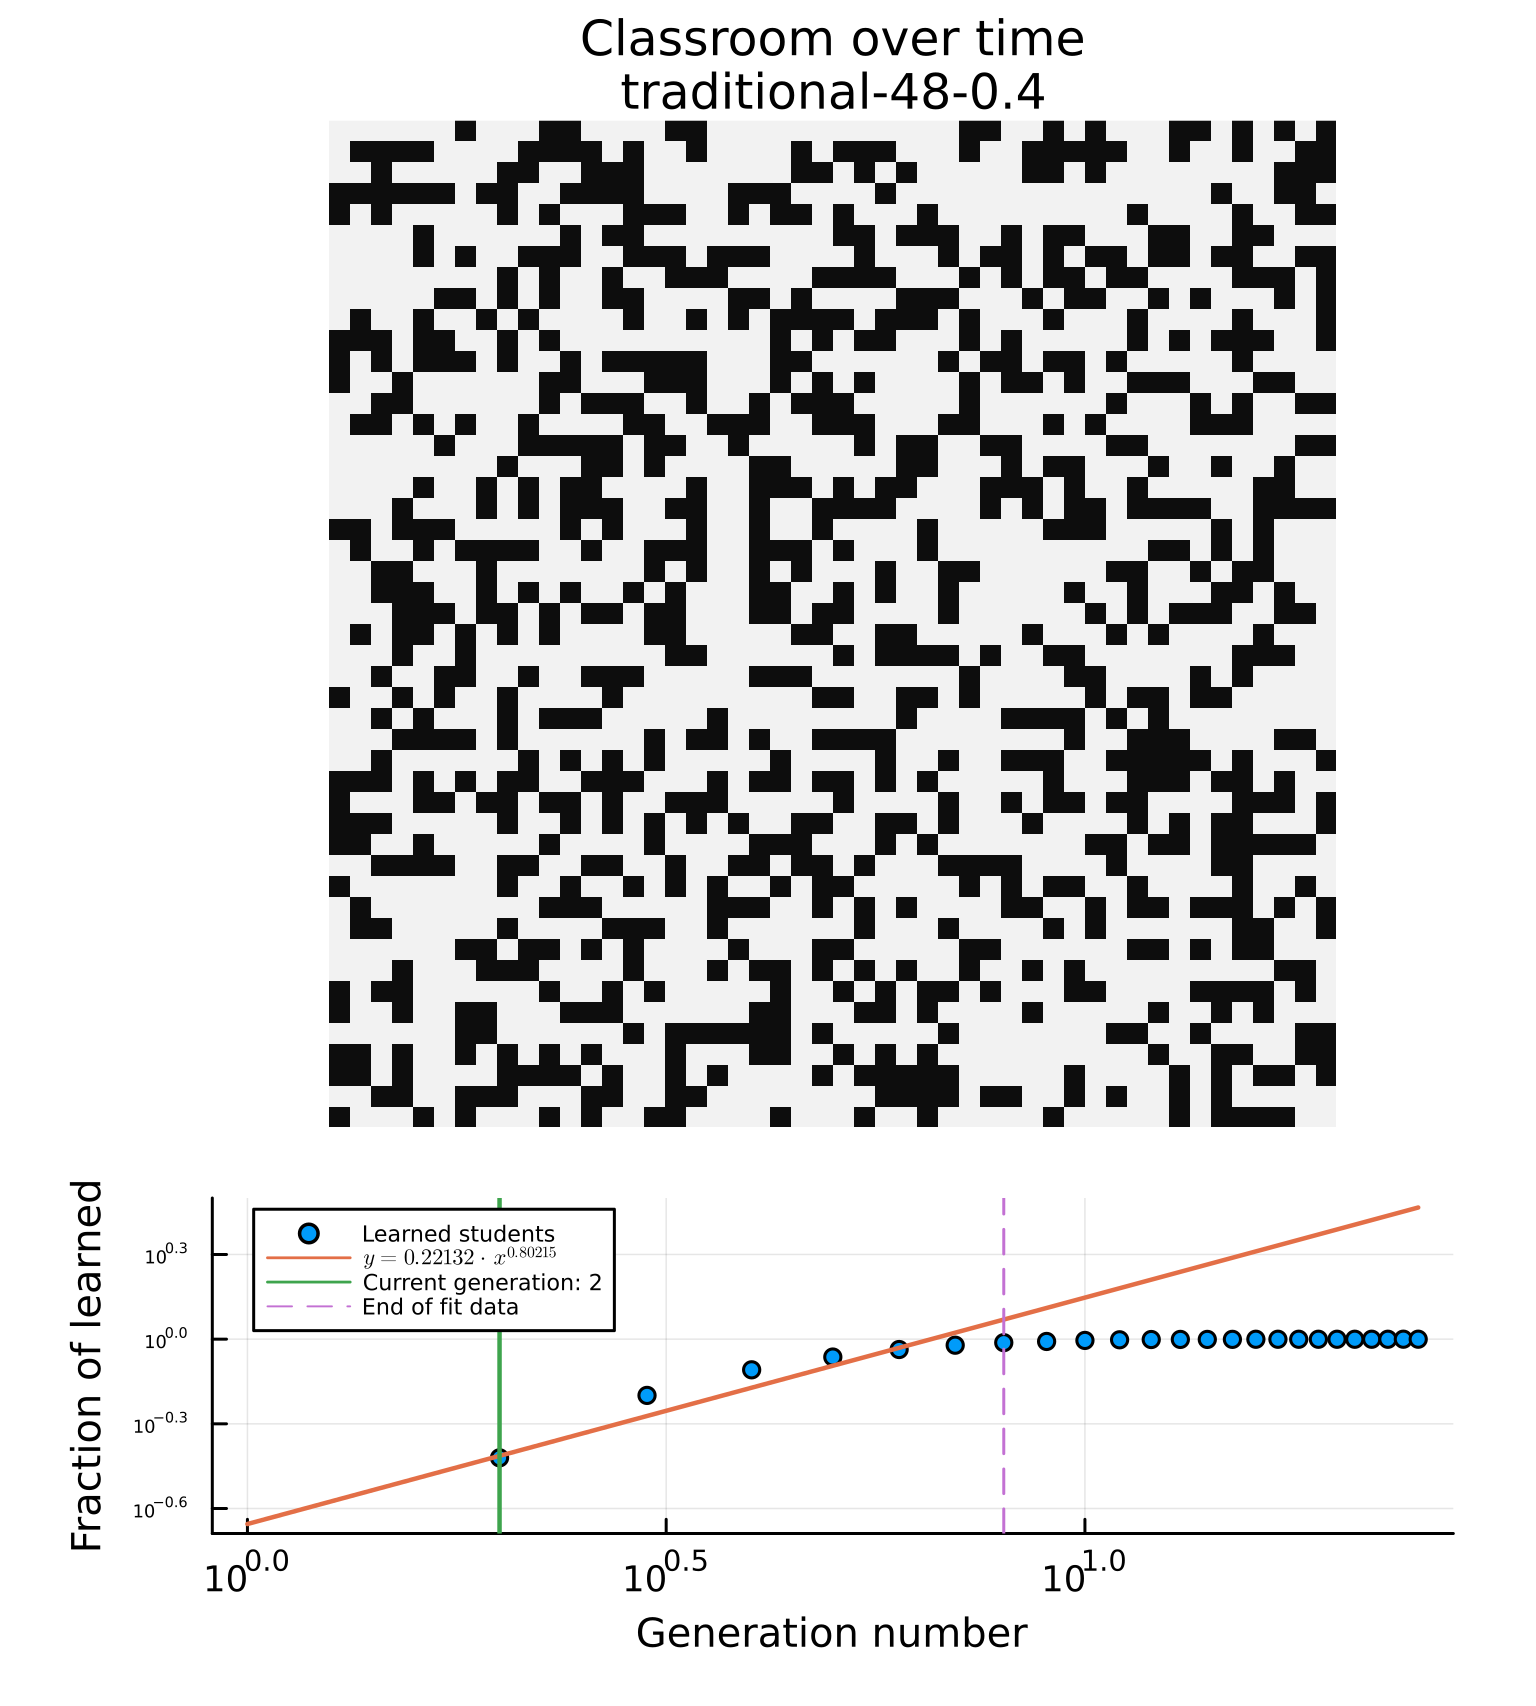 Classroom over time
traditional-48-0.4
Fraction of learned
Learned students
y = 0.22132 · x^0.80215
Current generation: 2
End of fit data
10^0.3
10^0.0
10^−0.3
10^−0.6
10^0.0 10^0.5 10^1.0
Generation number